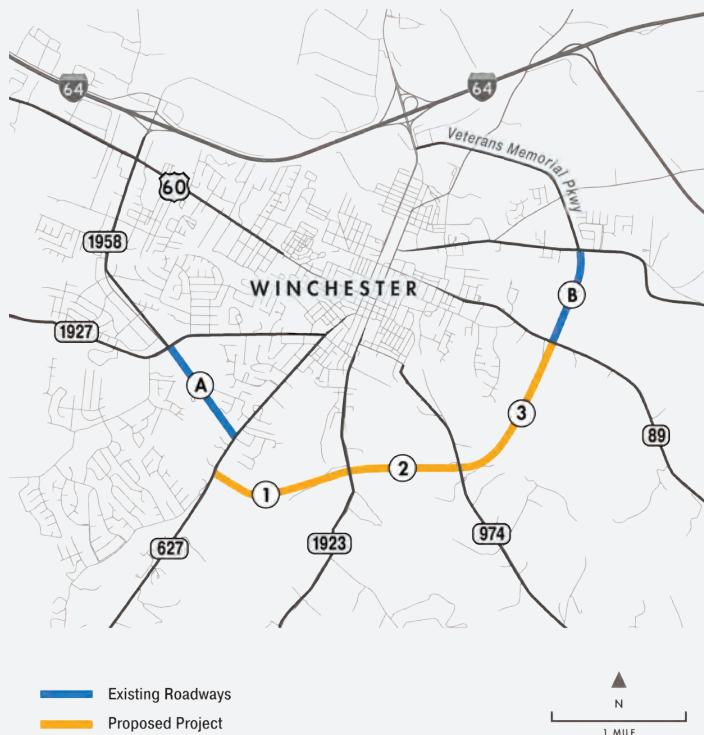 64
64
Veterans Memorial Pkwy
60
1958
WINCHESTER
B
1927
A
3
89
2
1
974
1923
627
Existing Roadways
Proposed Project
N
1 MILE